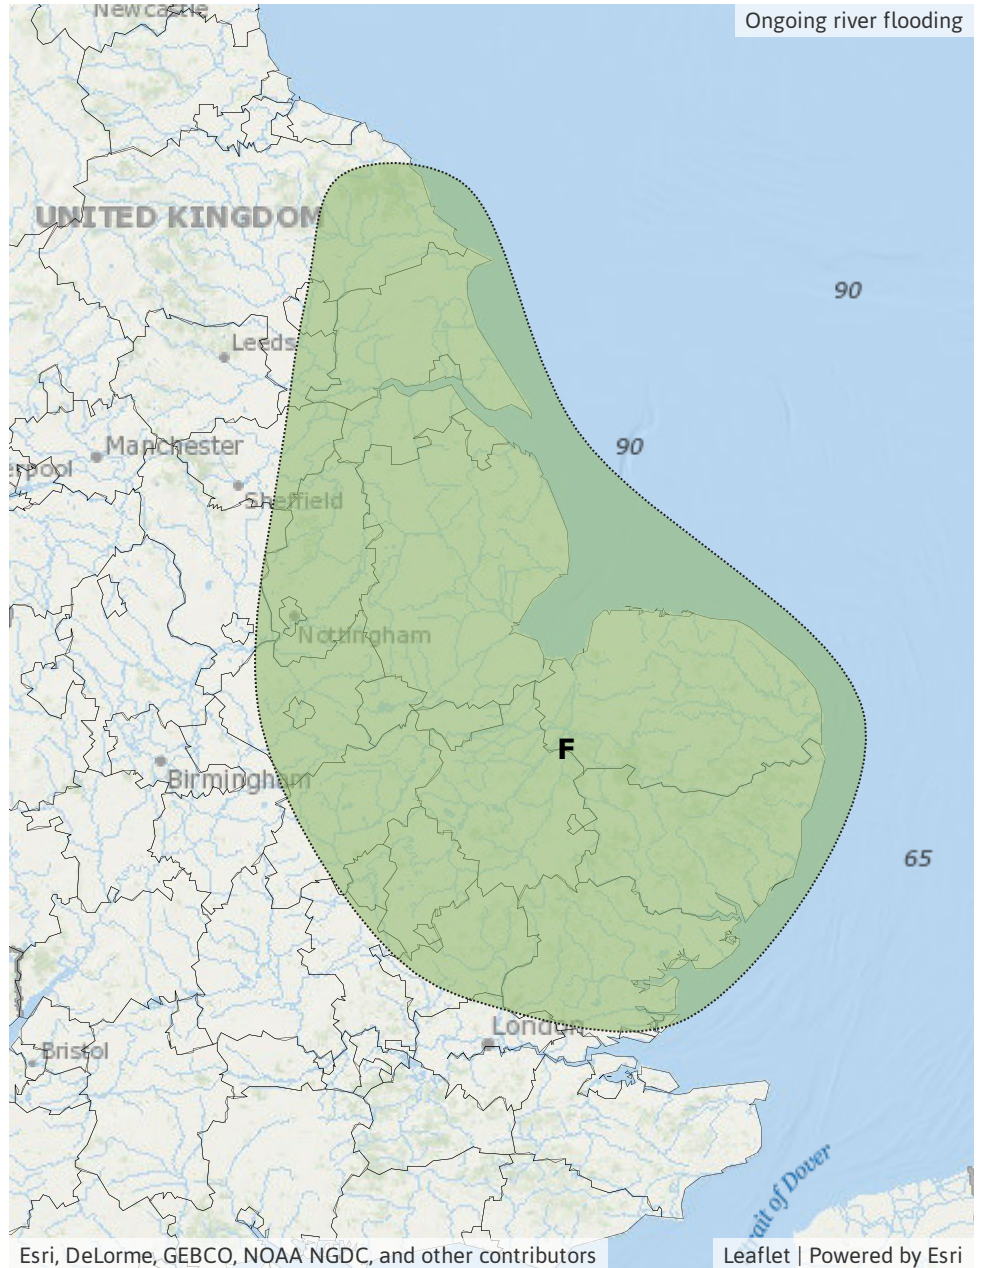 Newcastle
Ongoing river flooding
UNITED KINGDOM
90
Leeds
90
Manchester
Sheffield
Nottingham
F
Birmingham
65
London
Bristol
of Dover
Esri, DeLorme, GEBCO, NOAA NGDC, and other contributors
Leaflet | Powered by Esri